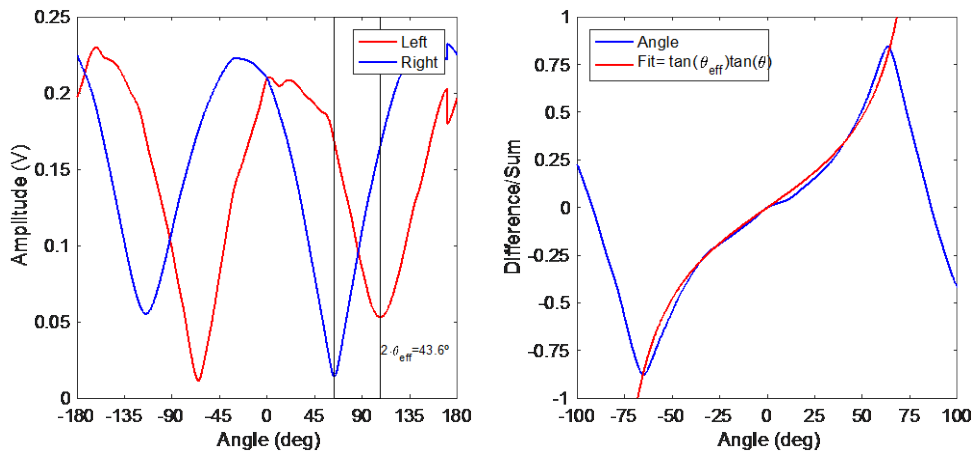 0.25
0.2
0.15
0.1
0.05
0
Amplitude (V)
-180 -135 -90 -45 0 45 90 135 180
Angle (deg)
Left
Right
2·θeff=43.6º
1
0.75
0.5
0.25
0
-0.25
-0.5
-0.75
-1
Difference/Sum
-100 -75 -50 -25 0 25 50 75 100
Angle (deg)
Angle
Fit= tan(θeff)tan(θ)